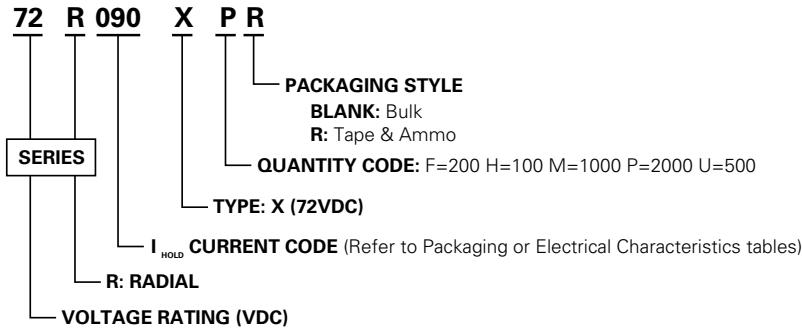 72 R 090 X P R
PACKAGING STYLE
BLANK: Bulk
R: Tape & Ammo
SERIES
QUANTITY CODE: F=200 H=100 M=1000 P=2000 U=500
TYPE: X (72VDC)
I HOLD CURRENT CODE (Refer to Packaging or Electrical Characteristics tables)
R: RADIAL
VOLTAGE RATING (VDC)